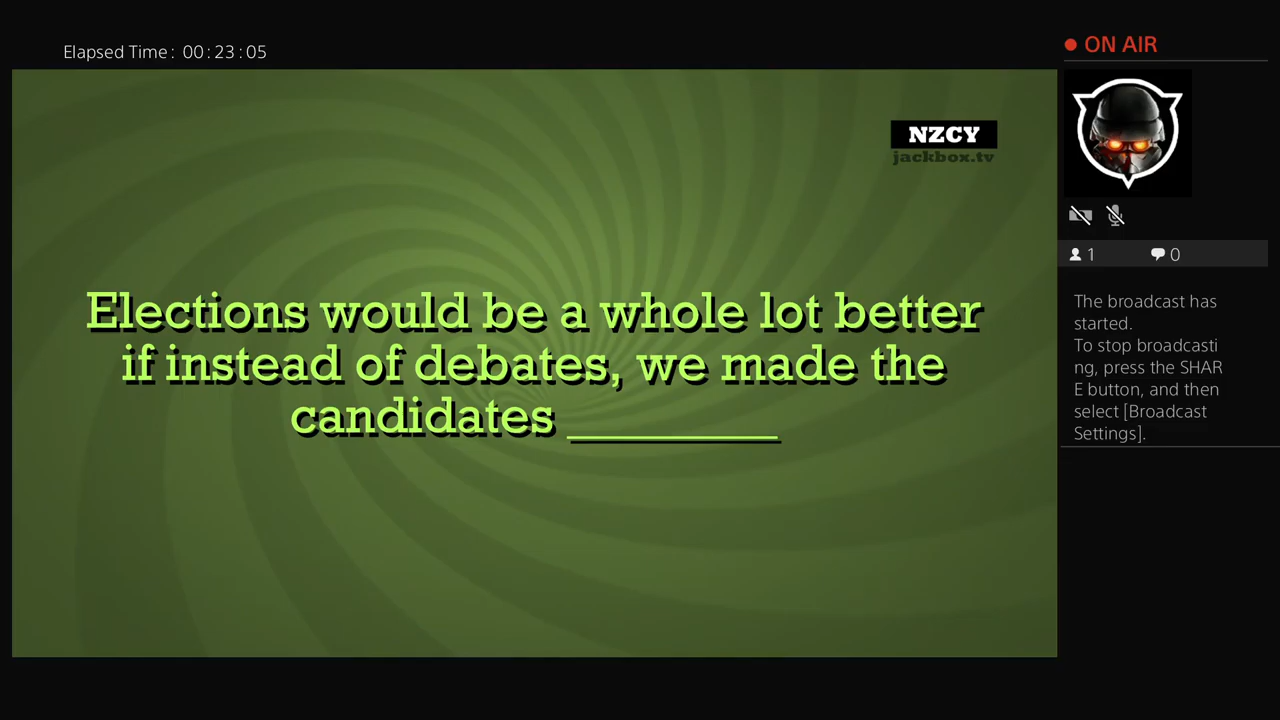 Elapsed Time: 00:23:05
ON AIR
NZCY
jackbox.tv
1
0
Elections would be a whole lot better
if instead of debates, we made the
candidates ________
The broadcast has
started.
To stop broadcasti
ng, press the SHAR
E button, and then
select [Broadcast
Settings].